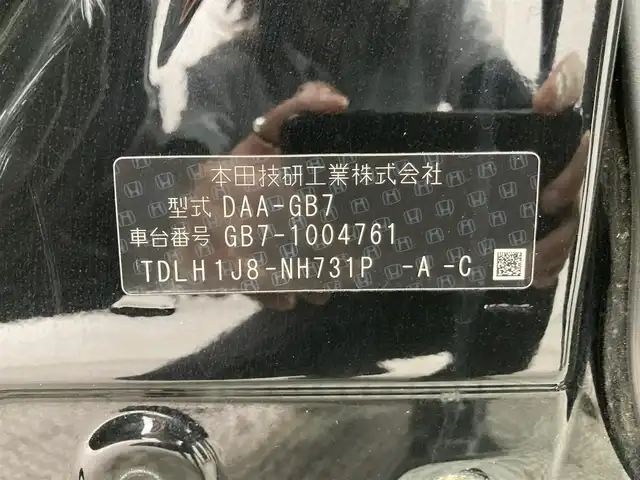 本田技研工業株式会社
型式 DAA-GB7
車台番号 GB7-1004761
TDLH1J8-NH731P -A -C